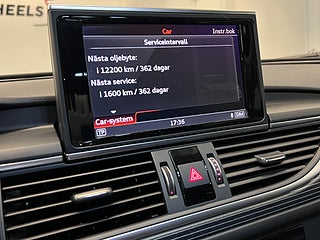 HEELS
Car
Instr.bok
Serviceintervall
Nästa oljebyte:
i 12200 km / 362 dagar
Nästa service:
i 1600 km / 362 dagar
Car-system
17:36